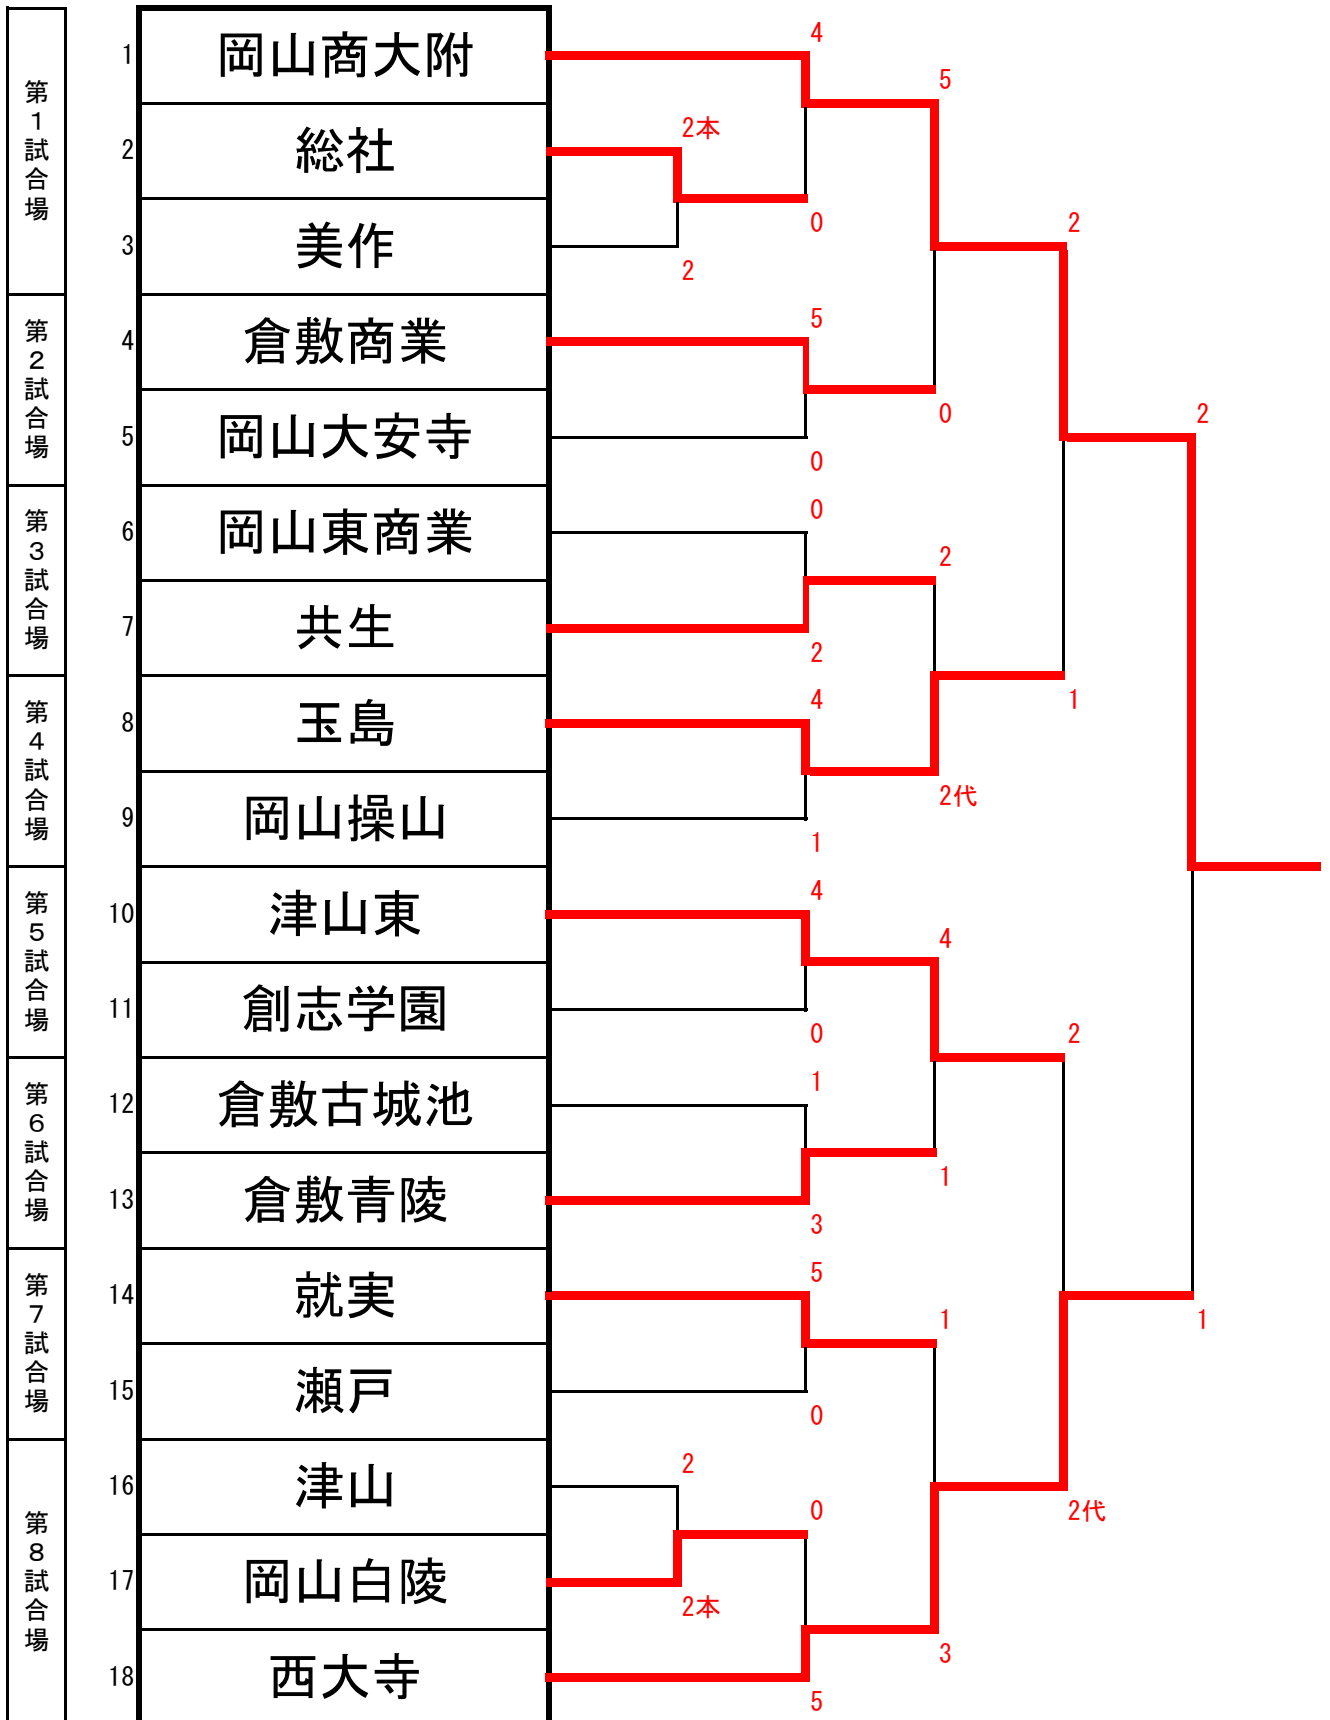 第1試合場
1 岡山商大附
2 総社
3 美作
第2試合場
4 倉敷商業
5 岡山大安寺
第3試合場
6 岡山東商業
7 共生
第4試合場
8 玉島
9 岡山操山
第5試合場
10 津山東
11 創志学園
第6試合場
12 倉敷古城池
13 倉敷青陵
第7試合場
14 就実
15 瀬戸
第8試合場
16 津山
17 岡山白陵
18 西大寺
2本
2
2
2本
4
0
5
0
0
2
4
1
4
0
1
3
5
0
0
5
5
0
2
2代
4
1
1
3
2
1
2
2代
2
1